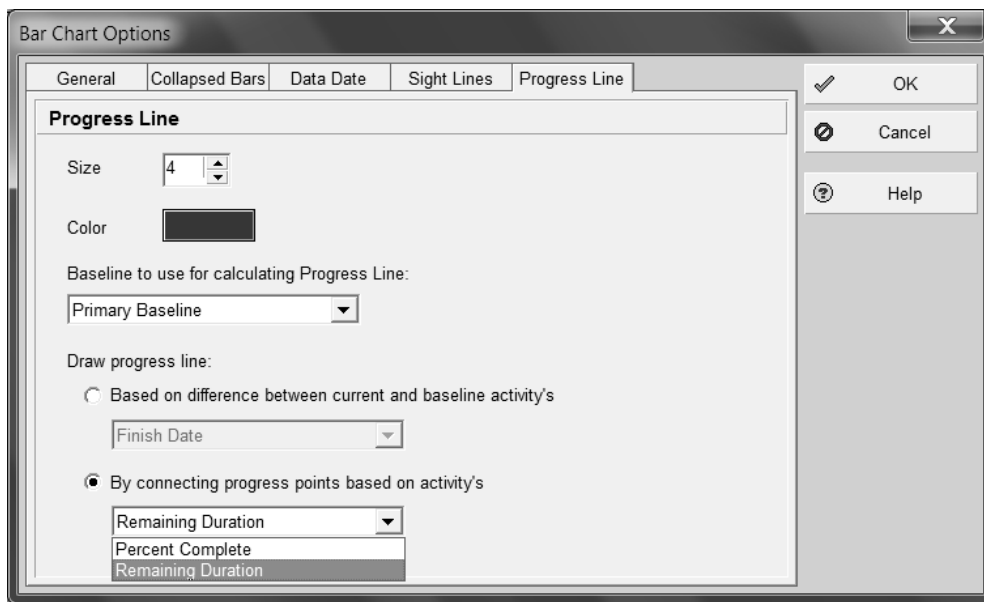 Bar Chart Options
X
General Collapsed Bars Data Date Sight Lines Progress Line
OK
Cancel
Help
Progress Line
Size 4
Color
Baseline to use for calculating Progress Line:
Primary Baseline
Draw progress line:
Based on difference between current and baseline activity's
Finish Date
By connecting progress points based on activity's
Remaining Duration
Percent Complete
Remaining Duration